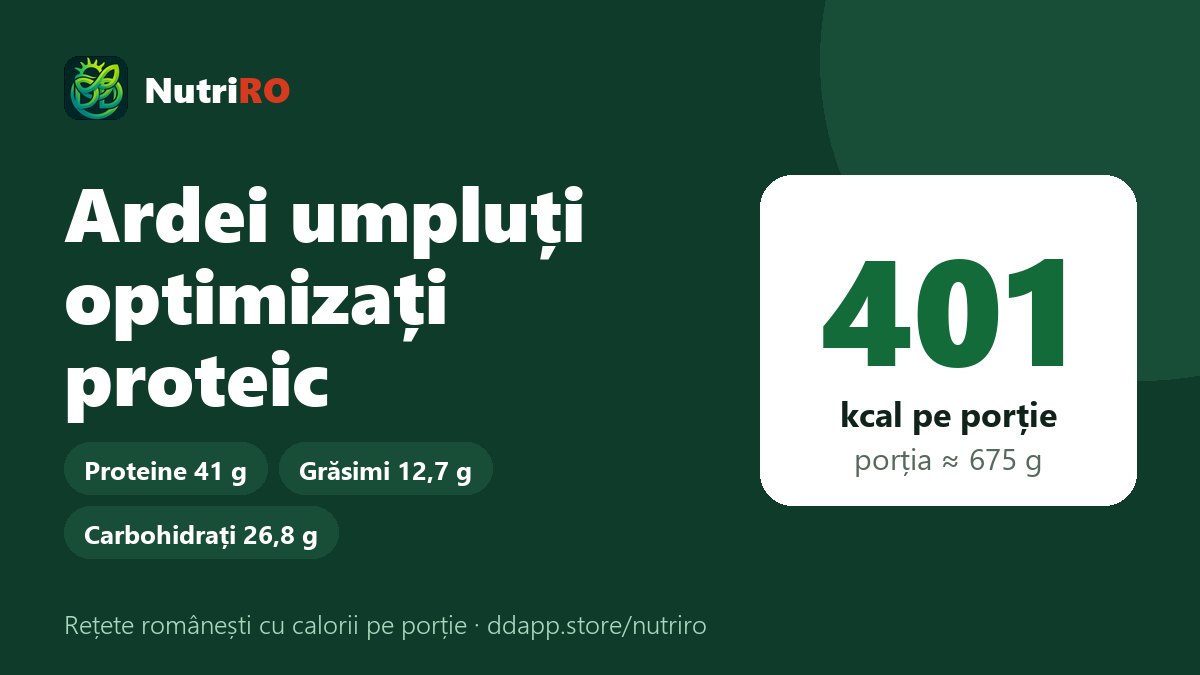 NutriRO
Ardei umpluți
optimizați
proteic
401
kcal pe porție
porția ≈ 675 g
Proteine 41 g
Grăsimi 12,7 g
Carbohidrați 26,8 g
Rețete românești cu calorii pe porție · ddapp.store/nutriro